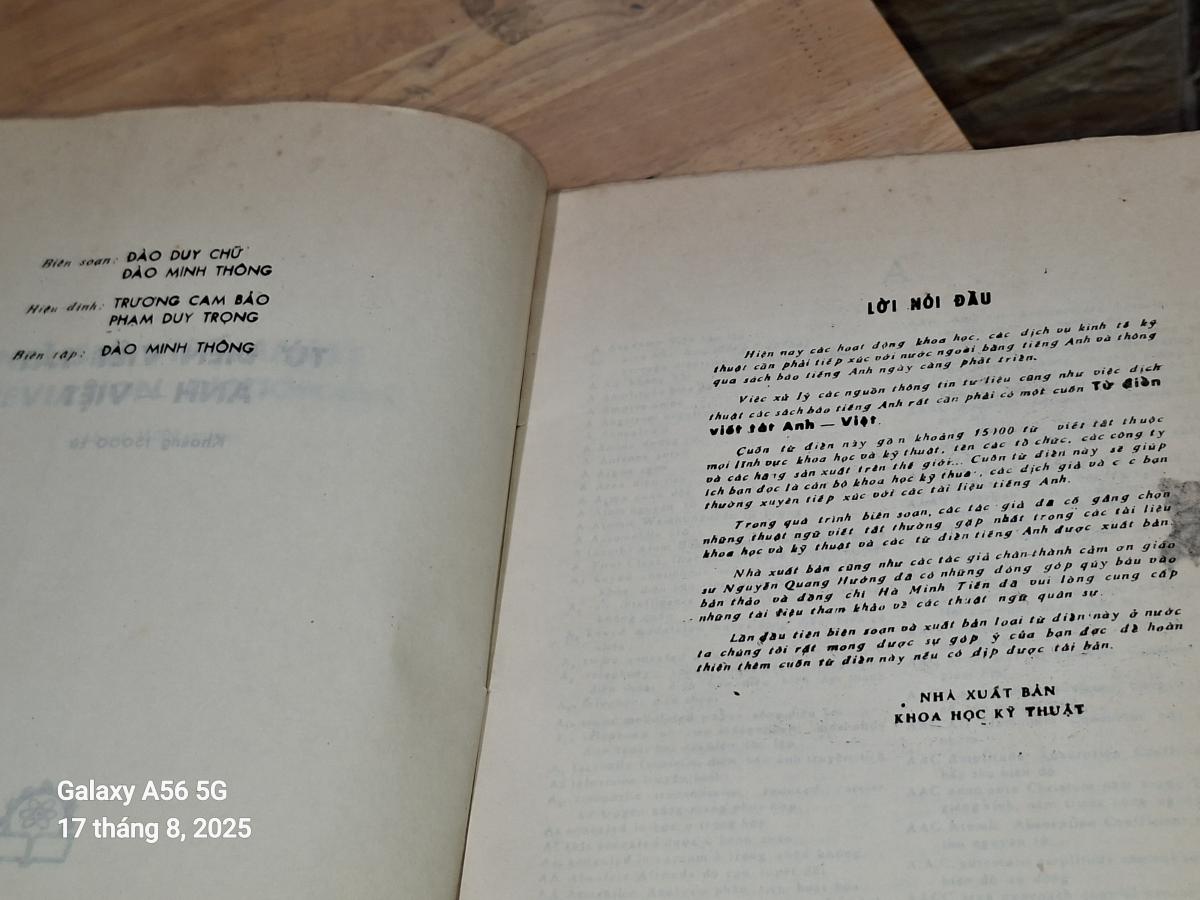 Biên soạn: ĐÀO DUY CHỮ
ĐÀO MINH THÔNG
Hiệu đính: TRƯƠNG CAM BẢO
PHẠM DUY TRỌNG
Biên tập: ĐÀO MINH THÔNG
LỜI NÓI ĐẦU
Hiện nay các hoạt động khoa học, các dịch vụ kinh tế kỹ
thuật cần phải tiếp xúc với nước ngoài bằng tiếng Anh và thông
qua sách báo tiếng Anh ngày càng phát triển.
Việc xử lý các nguồn thông tin tư liệu cũng như việc dịch
thuật các sách báo tiếng Anh rất cần phải có một cuốn Từ điển
viết tắt Anh — Việt.
Cuốn từ điển này gồm khoảng 15000 từ viết tắt thuộc
mọi lĩnh vực khoa học và kỹ thuật, tên các tổ chức, các công ty
và các hãng sản xuất trên thế giới... Cuốn từ điển này sẽ giúp
ích bạn đọc là cán bộ khoa học kỹ thuật, các dịch giả và các bạn
thường xuyên tiếp xúc với các tài liệu tiếng Anh.
Trong quá trình biên soạn, các tác giả đã cố gắng chọn
những thuật ngữ viết tắt thường gặp nhất trong các tài liệu
khoa học và kỹ thuật và các từ điển tiếng Anh được xuất bản.
Nhà xuất bản cũng như các tác giả chân thành cảm ơn giáo
sư Nguyễn Quang Hường đã có những đóng góp qúy báu vào
bản thảo và đồng chí Hà Minh Tiến đã vui lòng cung cấp
những tài liệu tham khảo về các thuật ngữ quân sự.
Lần đầu tiên biên soạn và xuất bản loại từ điển này ở nước
ta chúng tôi rất mong được sự góp ý của bạn đọc để hoàn
thiện thêm cuốn từ điển này nếu có dịp được tái bản.
NHÀ XUẤT BẢN
KHOA HỌC KỸ THUẬT
Galaxy A56 5G
17 tháng 8, 2025